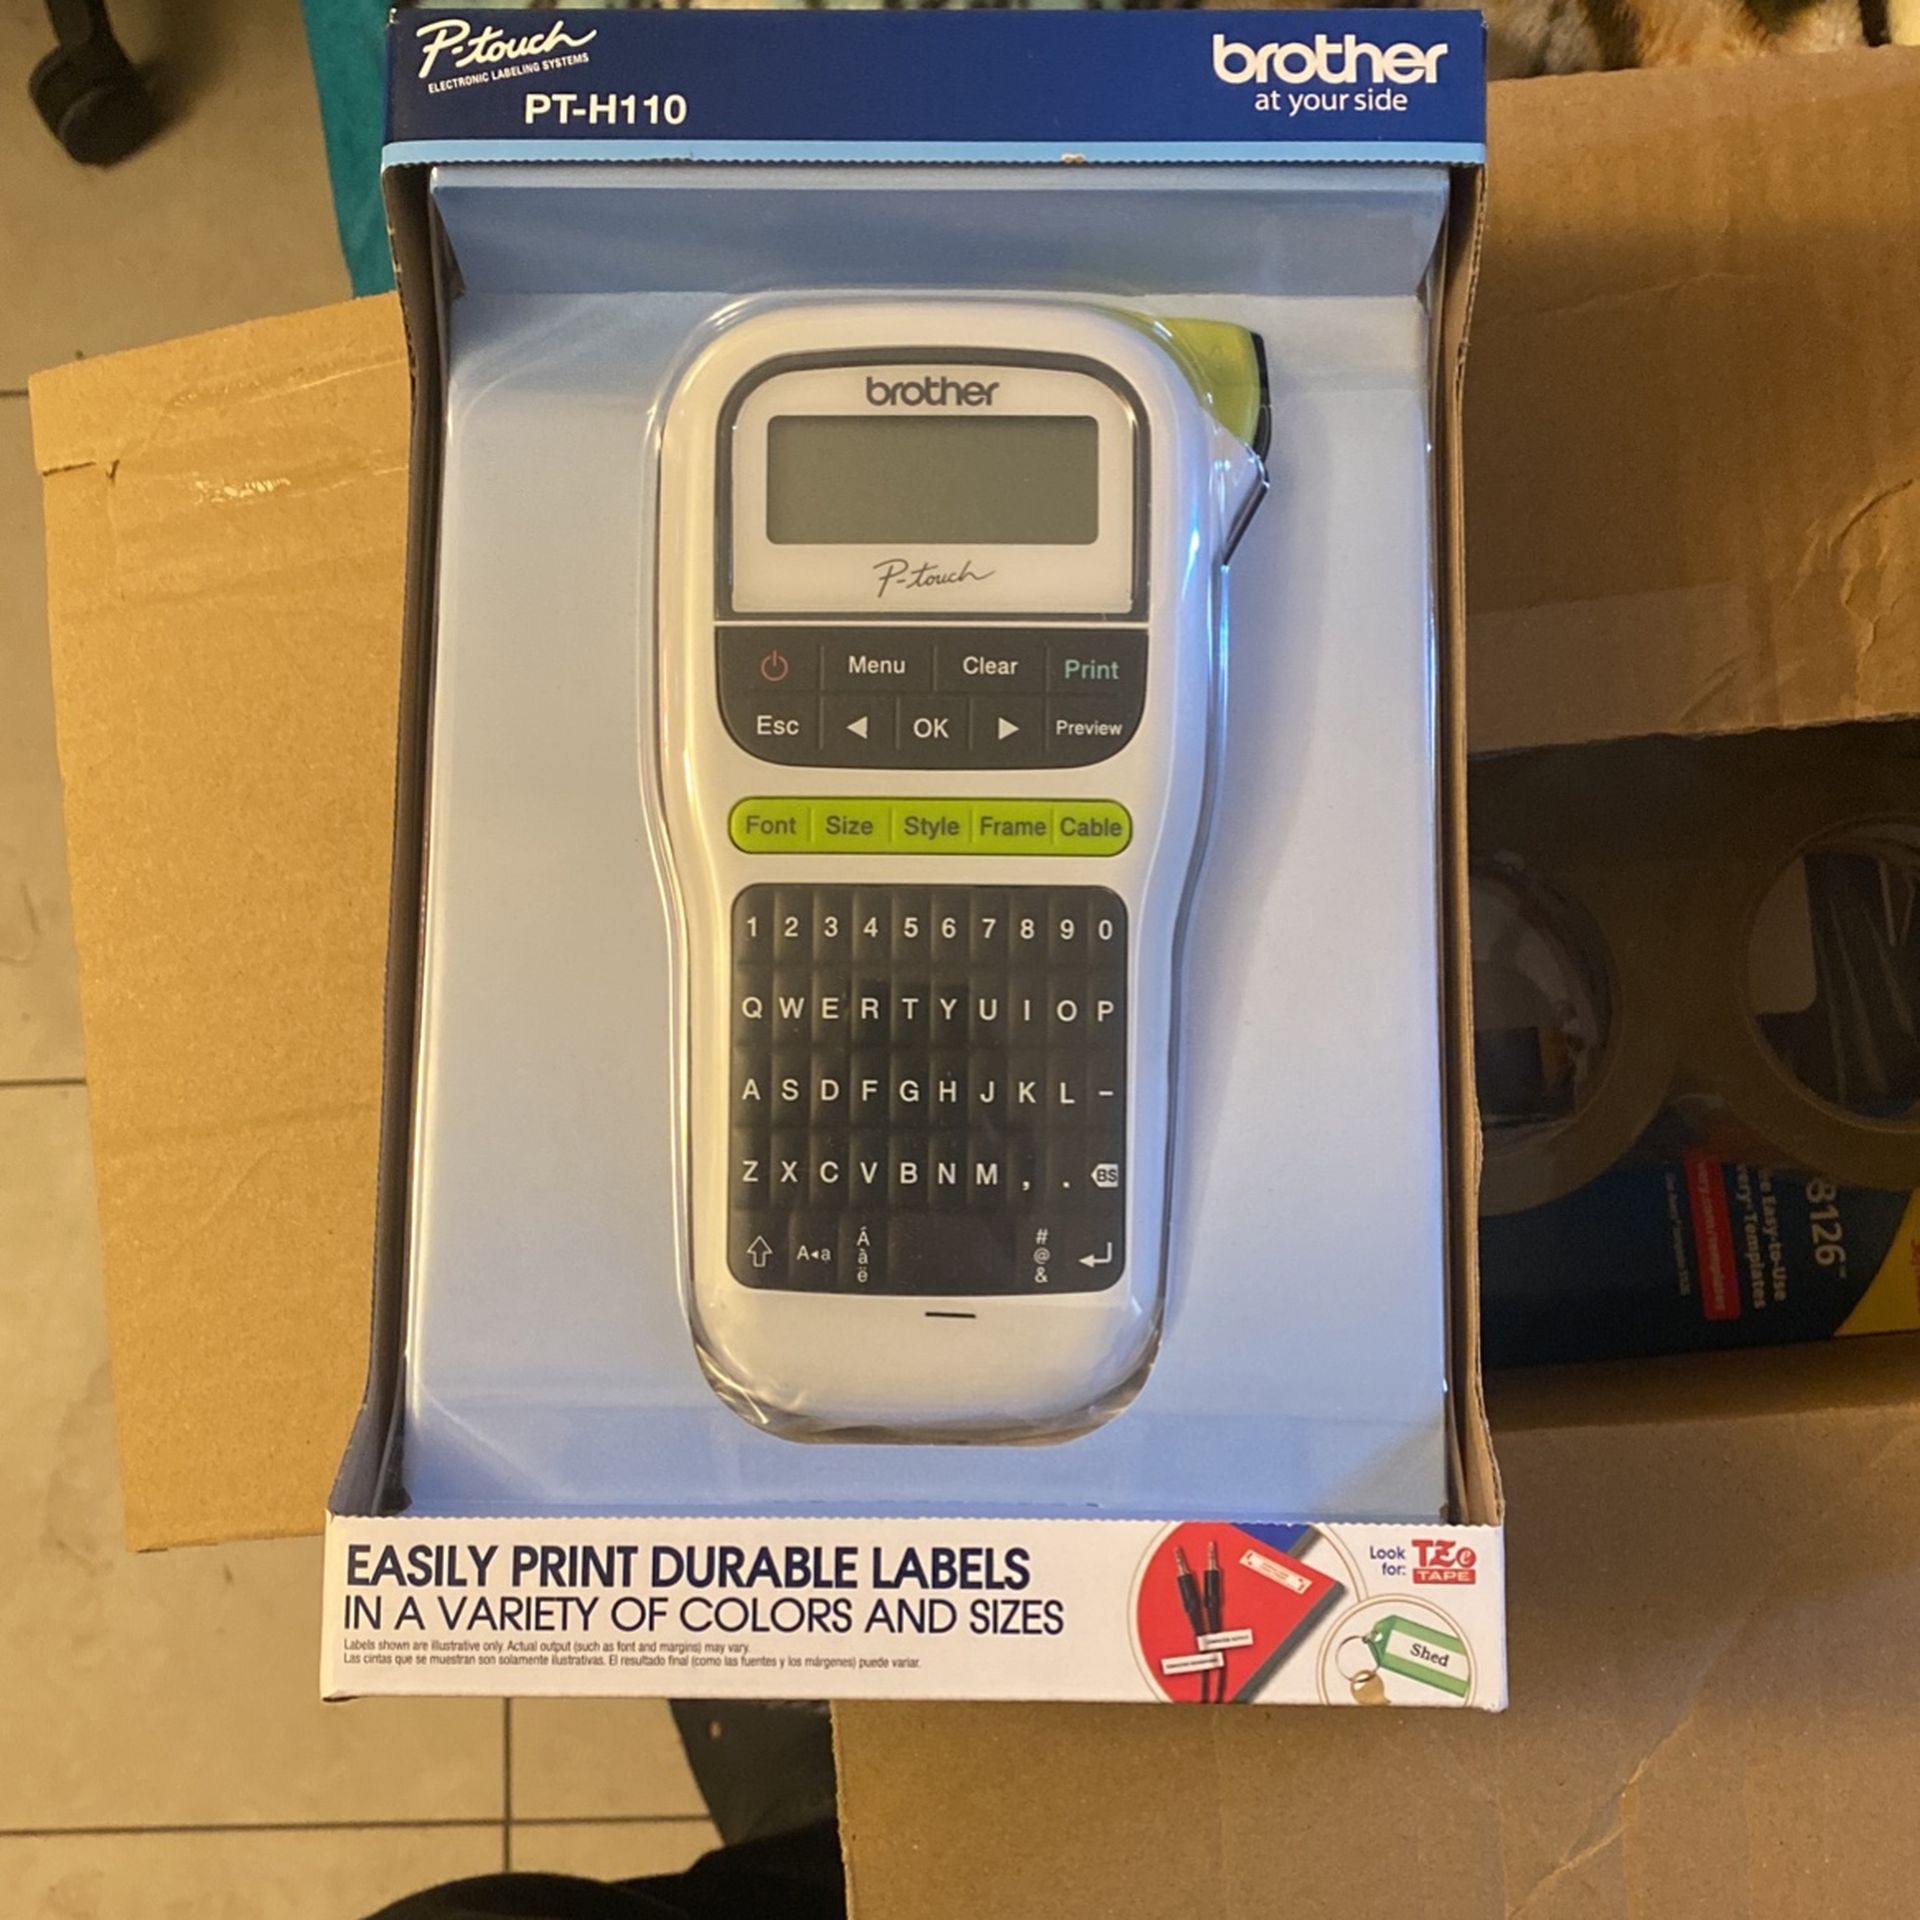 P-touch
ELECTRONIC LABELING SYSTEMS
PT-H110
brother
at your side
brother
P-touch
Menu Clear Print
Esc ◀ OK ▶ Preview
Font Size Style Frame Cable
1 2 3 4 5 6 7 8 9 0
Q W E R T Y U I O P
A S D F G H J K L -
Z X C V B N M , . BS
A◂a Á à ë # @ &
EASILY PRINT DURABLE LABELS
IN A VARIETY OF COLORS AND SIZES
Labels shown are illustrative only. Actual output (such as font and margins) may vary.
Las cintas que se muestran son solamente ilustrativas. El resultado final (como las fuentes y los márgenes) puede variar.
Look for: TZe TAPE
Shed
8126™
Easy-to-Use
Templates